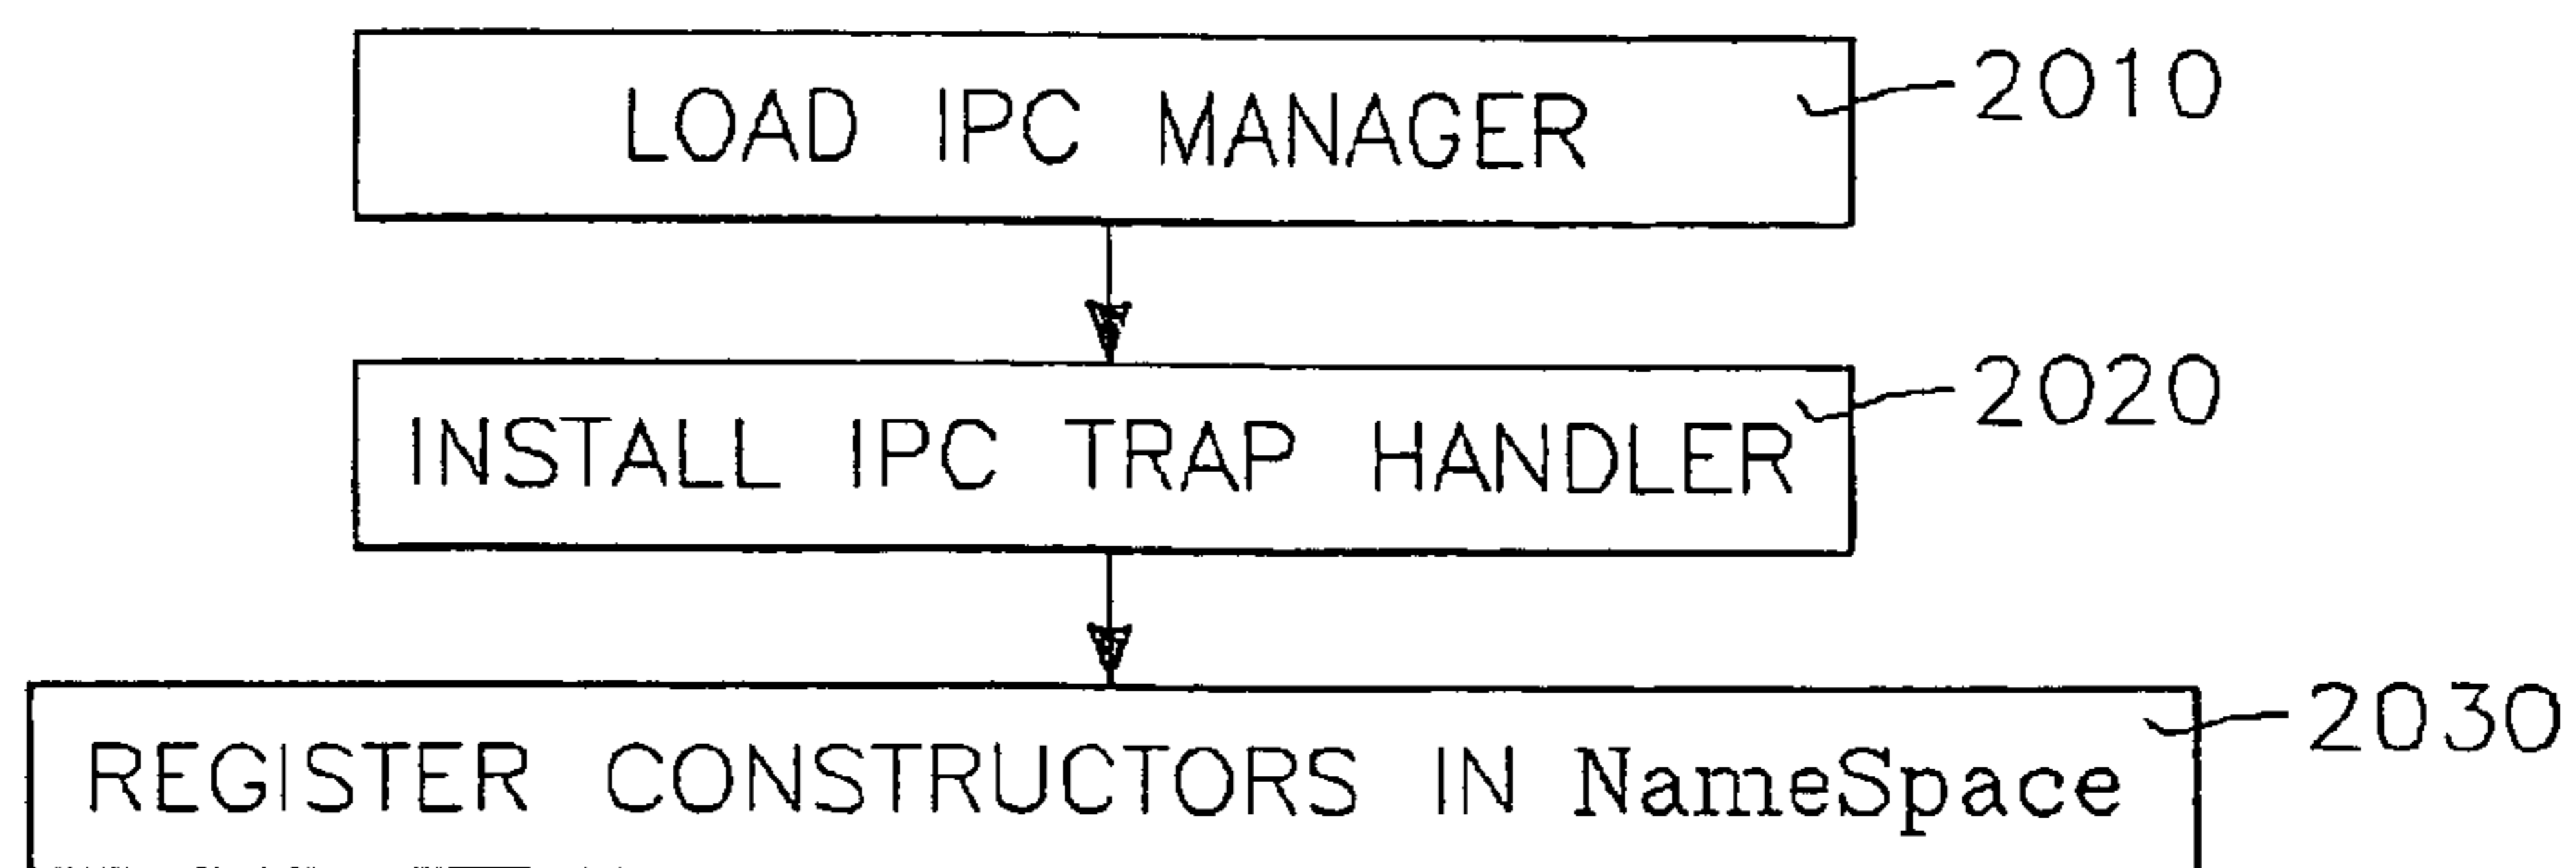 LOAD IPC MANAGER 2010
INSTALL IPC TRAP HANDLER 2020
REGISTER CONSTRUCTORS IN NameSpace 2030